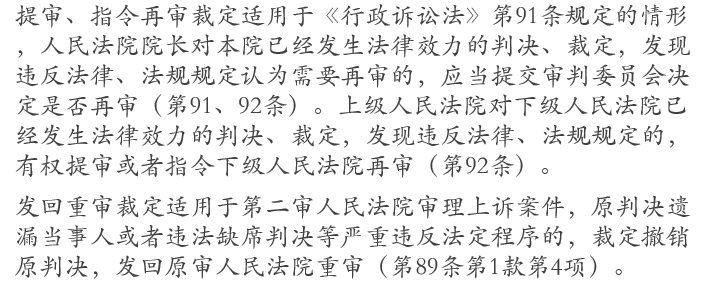 提审、指令再审裁定适用于《行政诉讼法》第91条规定的情形
，人民法院院长对本院已经发生法律效力的判决、裁定，发现
违反法律、法规规定认为需要再审的，应当提交审判委员会决
定是否再审（第91、92条）。上级人民法院对下级人民法院已
经发生法律效力的判决、裁定，发现违反法律、法规规定的，
有权提审或者指令下级人民法院再审（第92条）。
发回重审裁定适用于第二审人民法院审理上诉案件，原判决遗
漏当事人或者违法缺席判决等严重违反法定程序的，裁定撤销
原判决，发回原审人民法院重审（第89条第1款第4项）。